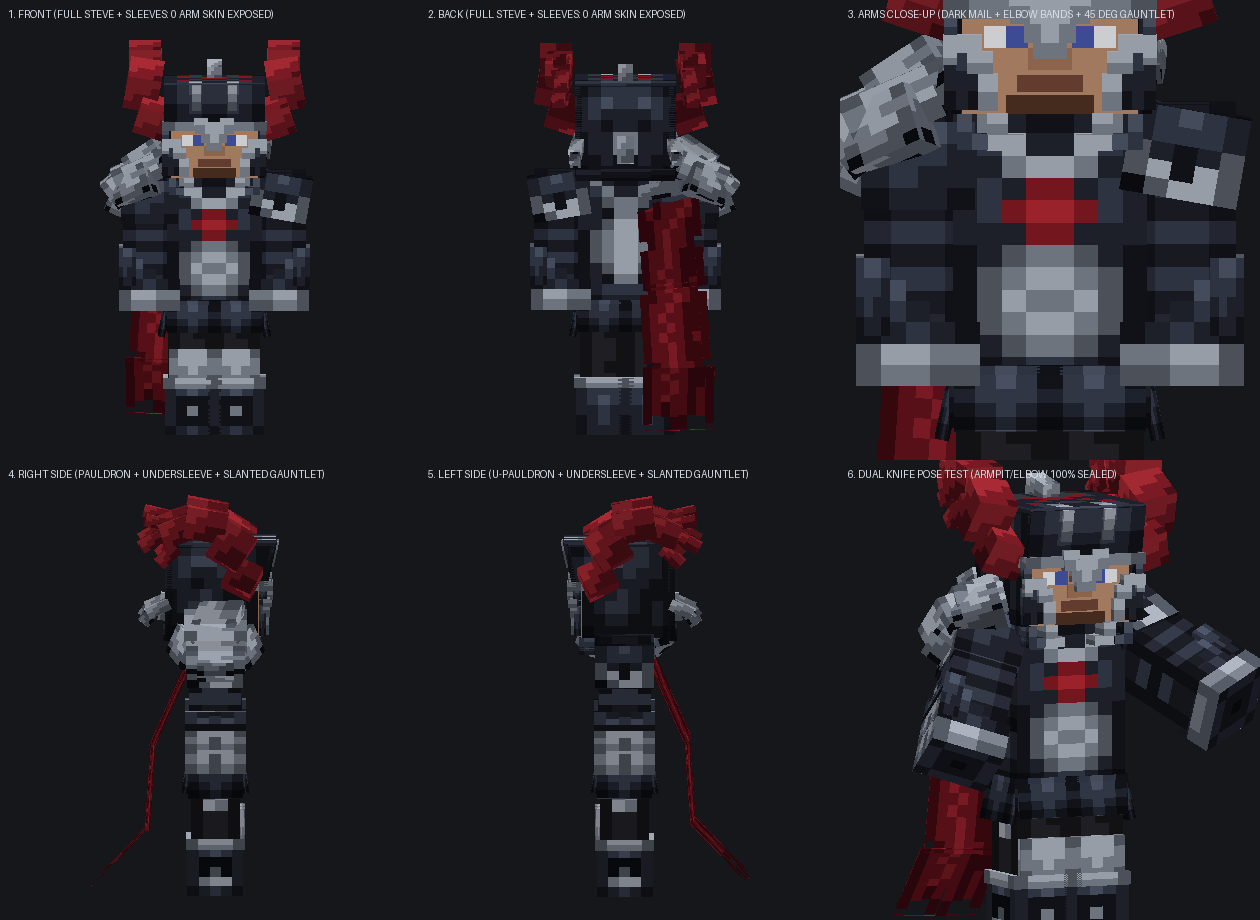 1. FRONT (FULL STEVE + SLEEVES: 0 ARM SKIN EXPOSED)
2. BACK (FULL STEVE + SLEEVES: 0 ARM SKIN EXPOSED)
3. ARMS CLOSE-UP (DARK MAIL + ELBOW BANDS + 45 DEG GAUNTLET)
4. RIGHT SIDE (PAULDRON + UNDERSLEEVE + SLANTED GAUNTLET)
5. LEFT SIDE (U-PAULDRON + UNDERSLEEVE + SLANTED GAUNTLET)
6. DUAL KNIFE POSE TEST (ARMPIT/ELBOW 100% SEALED)